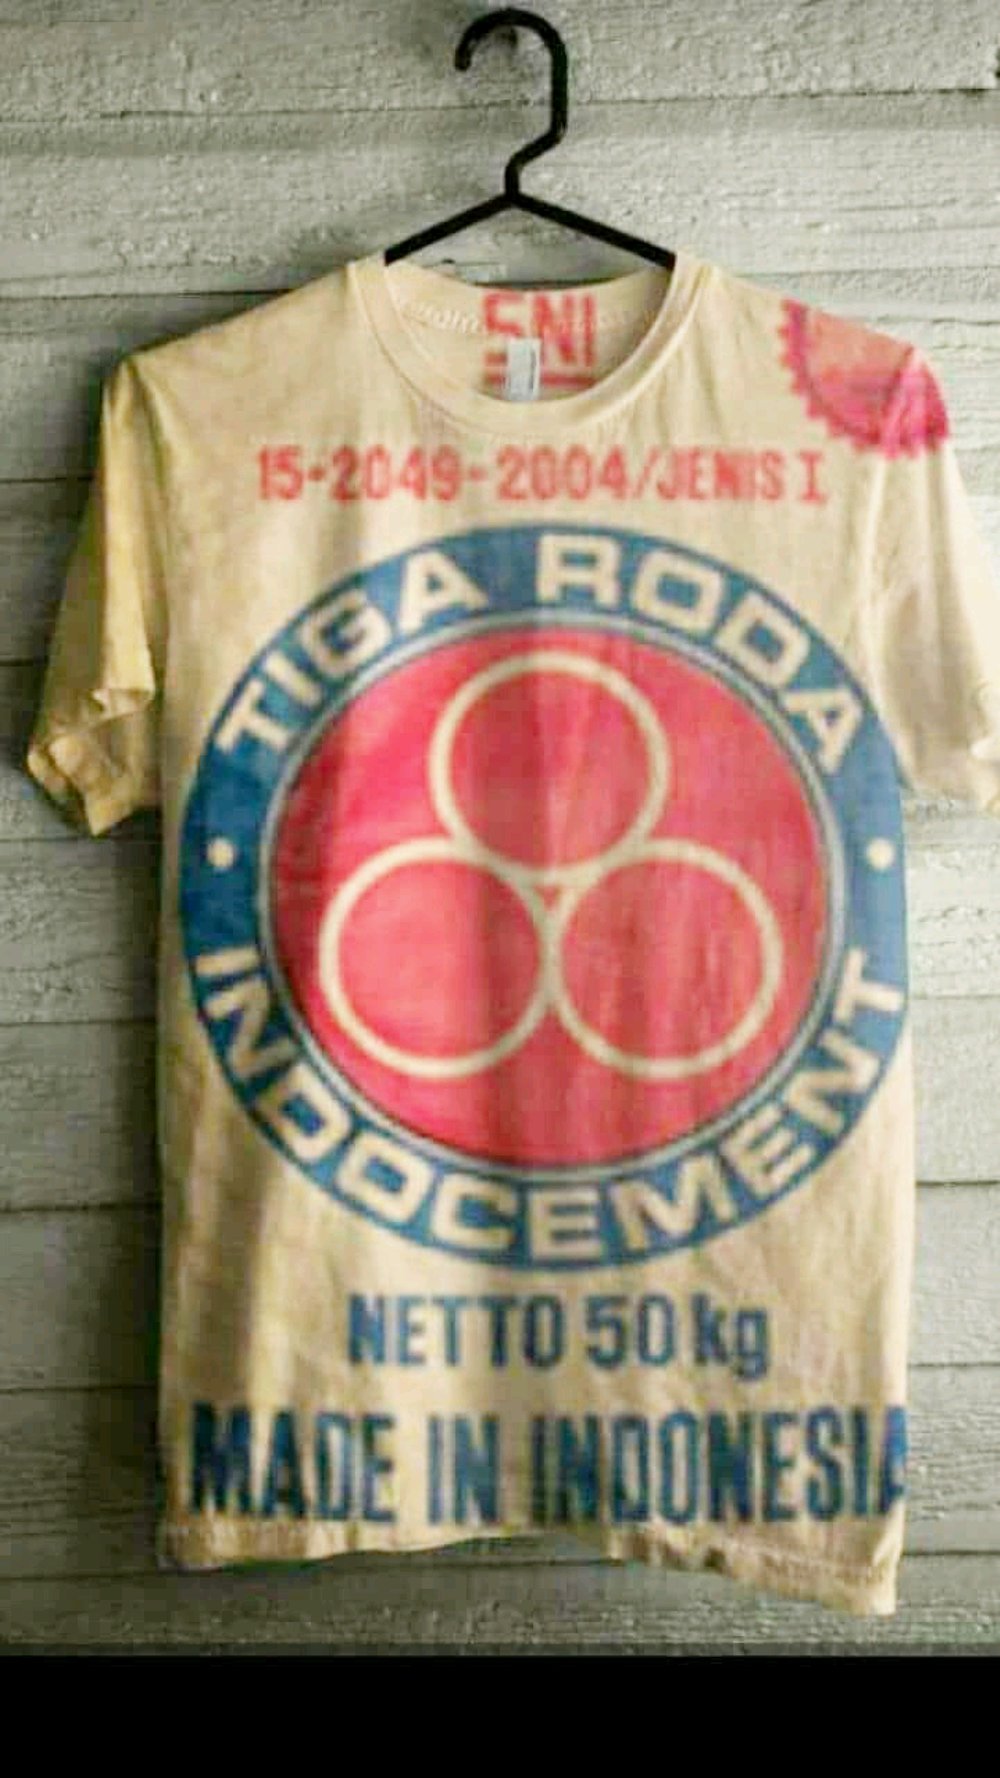 SNI
15-2049-2004/JENIS I
TIGA RODA
INDOCEMENT
NETTO 50 kg
MADE IN INDONESIA